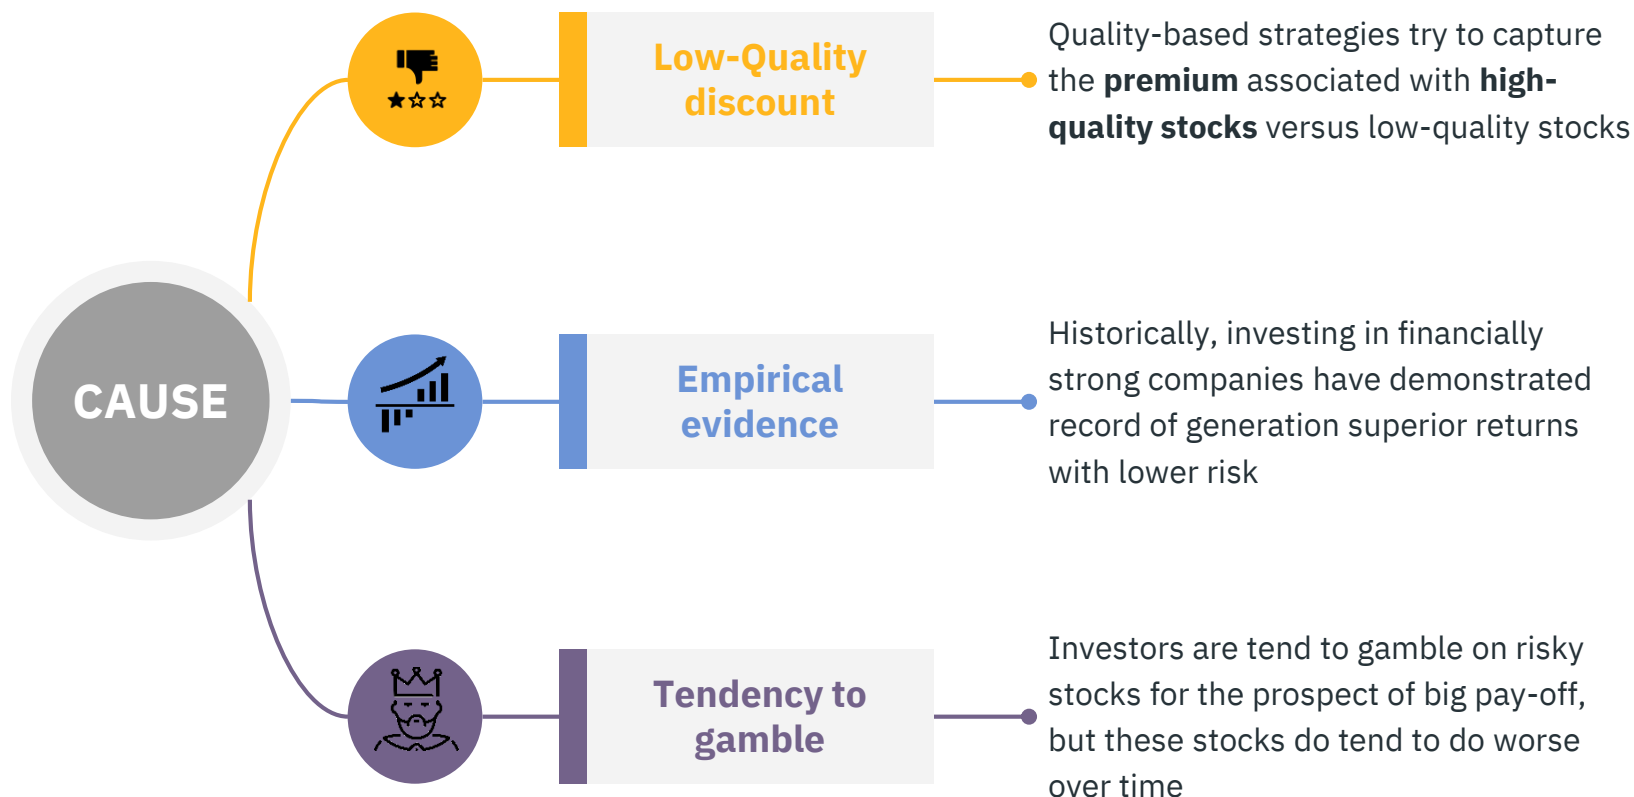 CAUSE
Low-Quality
discount
Quality-based strategies try to capture
the premium associated with high-
quality stocks versus low-quality stocks
Empirical
evidence
Historically, investing in financially
strong companies have demonstrated
record of generation superior returns
with lower risk
Tendency to
gamble
Investors are tend to gamble on risky
stocks for the prospect of big pay-off,
but these stocks do tend to do worse
over time